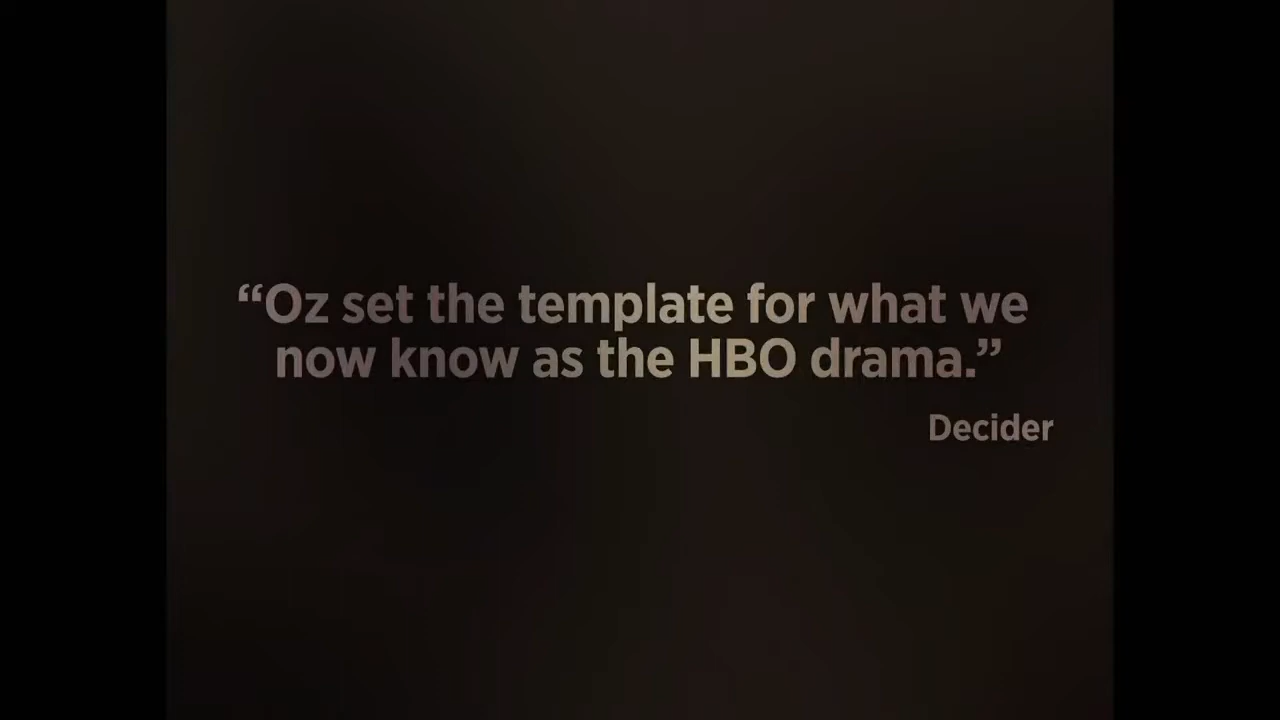 “Oz set the template for what we
now know as the HBO drama.”
Decider